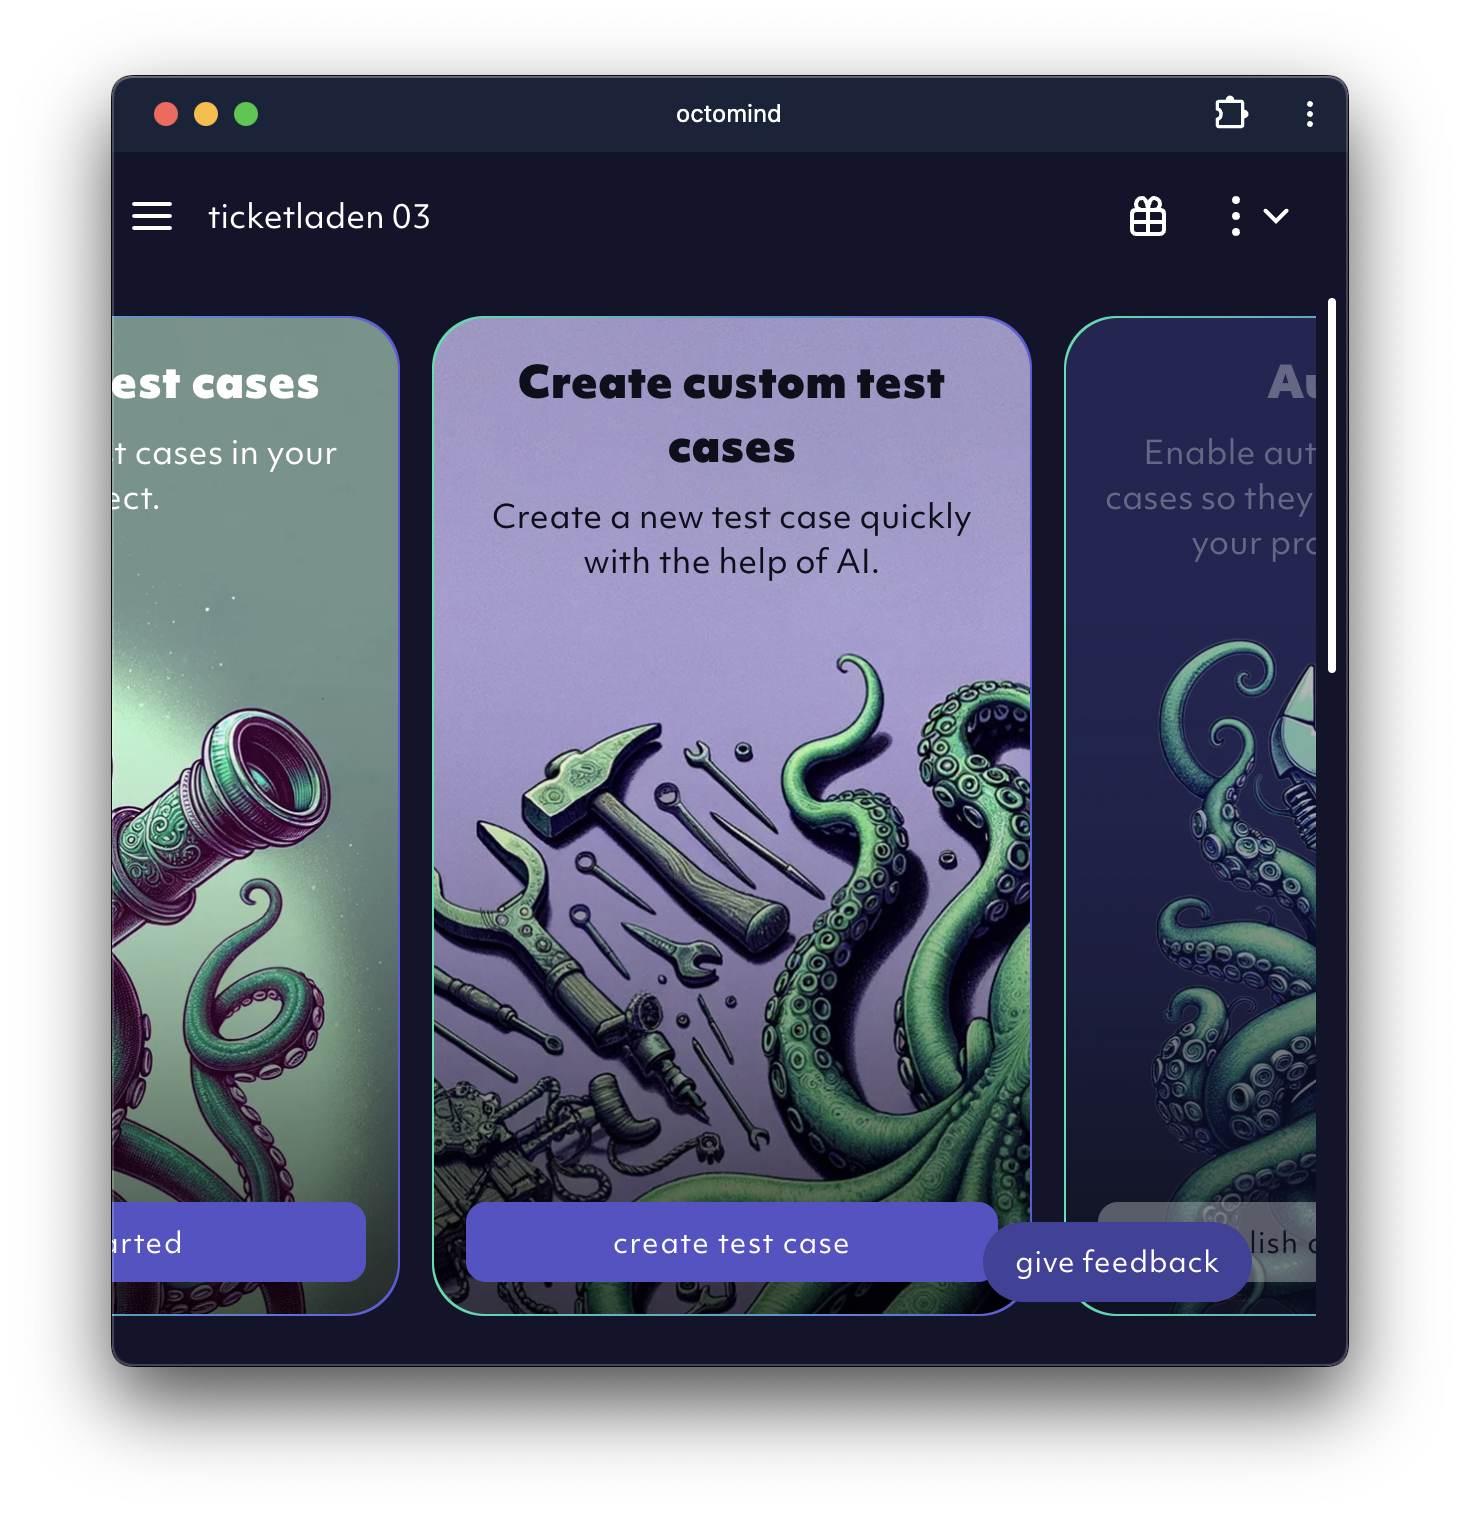 octomind
ticketladen 03
est cases
t cases in your
ect.
arted
Create custom test
cases
Create a new test case quickly
with the help of AI.
create test case
Au
Enable aut
cases so they
your pro
lish c
give feedback